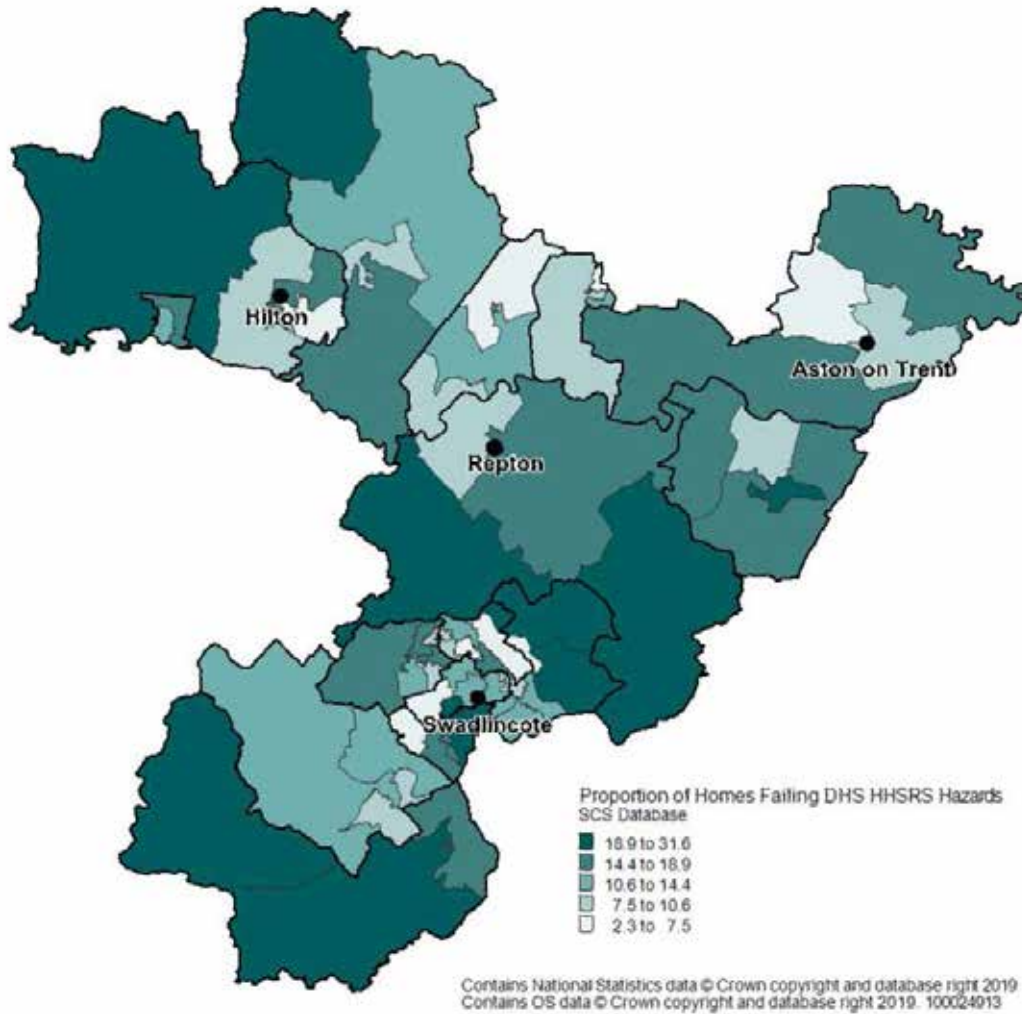 Hilton
Aston on Trent
Repton
Swadlincote
Proportion of Homes Failing DHS HHSRS Hazards
SCS Database
18.9 to 31.6
14.4 to 18.9
10.6 to 14.4
7.5 to 10.6
2.3 to 7.5
Contains National Statistics data © Crown copyright and database right 2019
Contains OS data © Crown copyright and database right 2019. 100024913